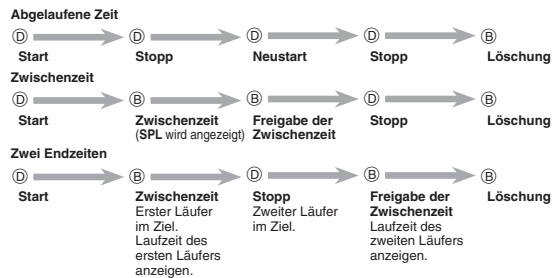 Abgelaufene Zeit
Ⓓ Ⓓ Ⓓ Ⓓ Ⓑ
Start Stopp Neustart Stopp Löschung
Zwischenzeit
Ⓓ Ⓑ Ⓑ Ⓓ Ⓑ
Start Zwischenzeit Freigabe der Stopp Löschung
(SPL wird angezeigt) Zwischenzeit
Zwei Endzeiten
Ⓓ Ⓑ Ⓓ Ⓑ Ⓑ
Start Zwischenzeit Stopp Freigabe der Löschung
Erster Läufer Zweiter Läufer Zwischenzeit
im Ziel. im Ziel. Laufzeit des
Laufzeit des zweiten Läufers
ersten Läufers anzeigen.
anzeigen.